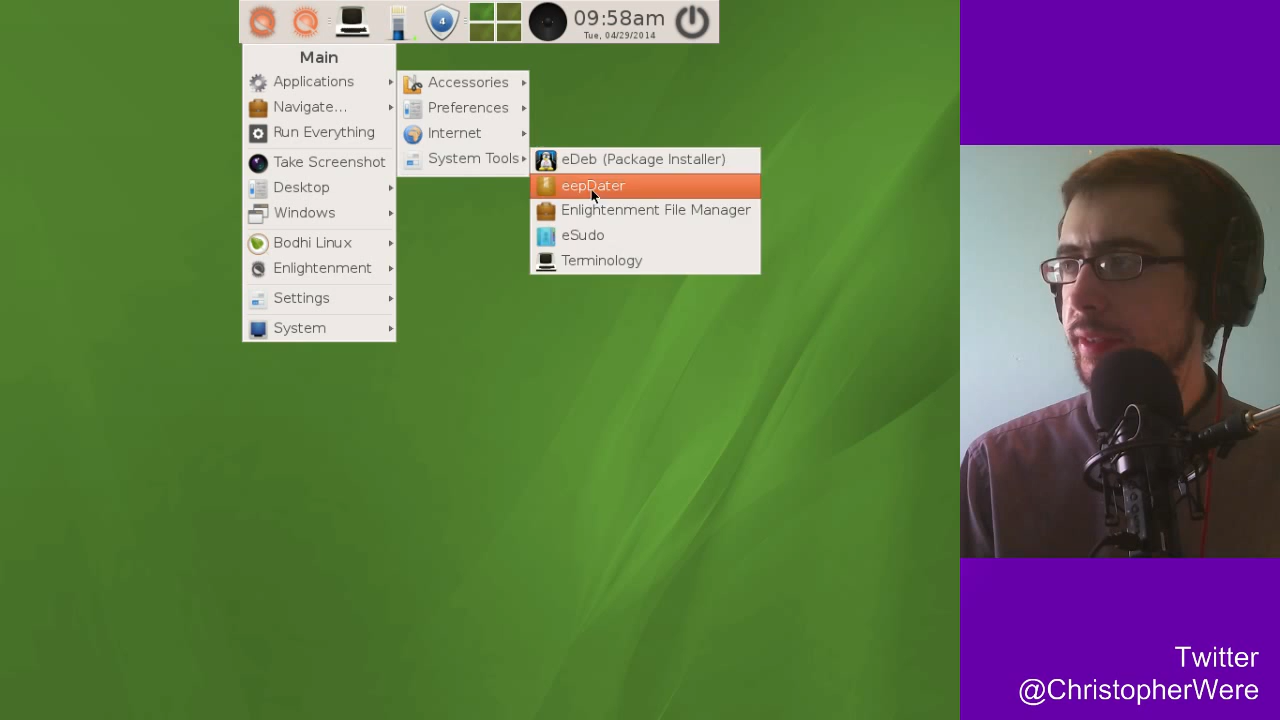 4
09:58am
Tue, 04/29/2014
Main
Applications
Navigate...
Run Everything
Take Screenshot
Desktop
Windows
Bodhi Linux
Enlightenment
Settings
System
Accessories
Preferences
Internet
System Tools
eDeb (Package Installer)
eepDater
Enlightenment File Manager
eSudo
Terminology
Twitter
@ChristopherWere